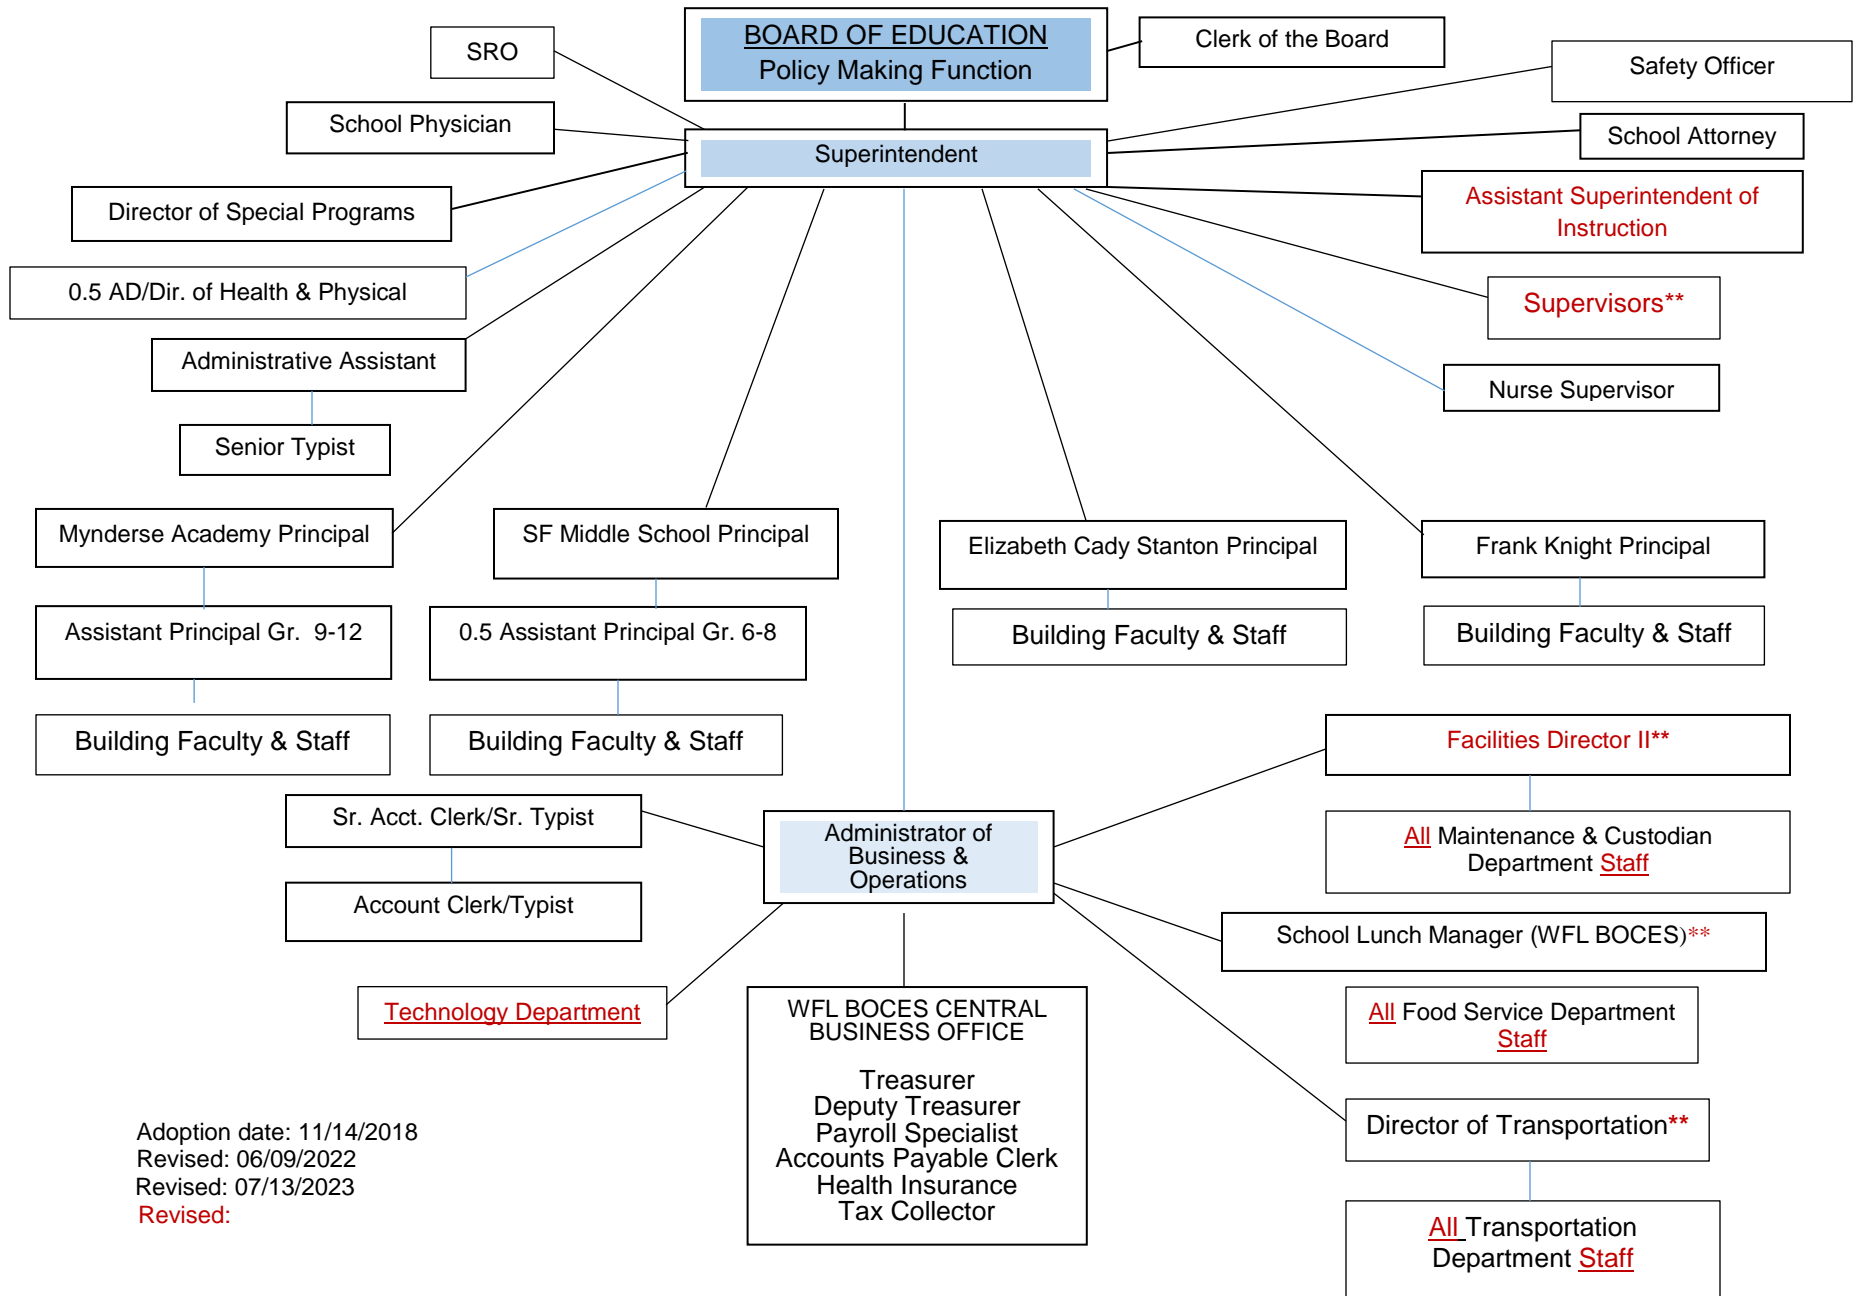 BOARD OF EDUCATION
Policy Making Function
Clerk of the Board
SRO
Safety Officer
School Physician
School Attorney
Superintendent
Director of Special Programs
Assistant Superintendent of
Instruction
0.5 AD/Dir. of Health & Physical
Supervisors**
Administrative Assistant
Nurse Supervisor
Senior Typist
Mynderse Academy Principal
SF Middle School Principal
Elizabeth Cady Stanton Principal
Frank Knight Principal
Assistant Principal Gr.  9-12
0.5 Assistant Principal Gr. 6-8
Building Faculty & Staff
Building Faculty & Staff
Building Faculty & Staff
Building Faculty & Staff
Facilities Director II**
Sr. Acct. Clerk/Sr. Typist
Administrator of
Business &
Operations
All Maintenance & Custodian
Department Staff
Account Clerk/Typist
School Lunch Manager (WFL BOCES)**
Technology Department
WFL BOCES CENTRAL
BUSINESS OFFICE
Treasurer
Deputy Treasurer
Payroll Specialist
Accounts Payable Clerk
Health Insurance
Tax Collector
All Food Service Department
Staff
Director of Transportation**
All Transportation
Department Staff
Adoption date: 11/14/2018
Revised: 06/09/2022
Revised: 07/13/2023
Revised: